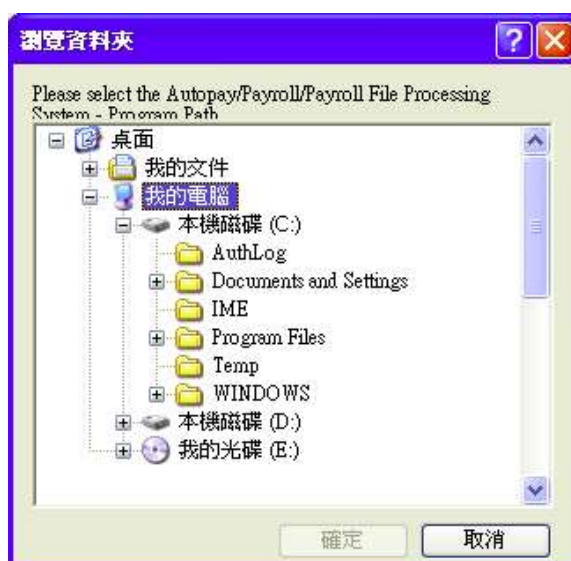 瀏覽資料夾
Please select the Autopay/Payroll/Payroll File Processing
System - Program Path
桌面
我的文件
我的電腦
本機磁碟 (C:)
AuthLog
Documents and Settings
IME
Program Files
Temp
WINDOWS
本機磁碟 (D:)
我的光碟 (E:)
確定
取消